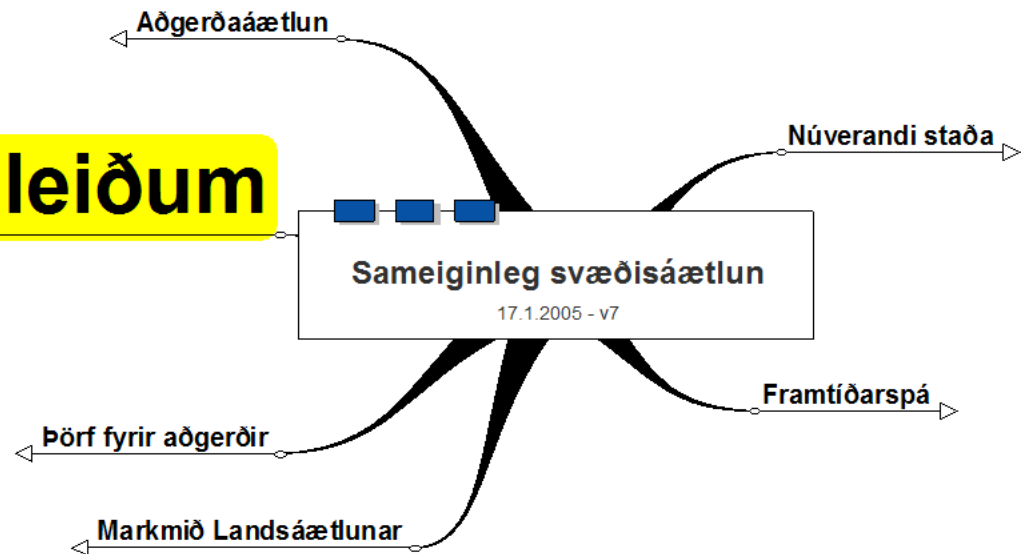 Aðgerðaáætlun
Núverandi staða
leiðum
Sameiginleg svæðisáætlun
17.1.2005 - v7
Framtíðarspá
Þörf fyrir aðgerðir
Markmið Landsáætlunar